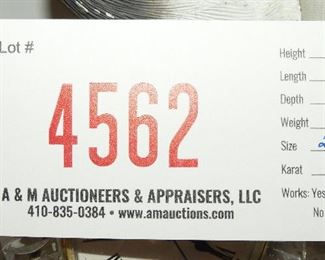 Lot #
4562
A & M AUCTIONEERS & APPRAISERS, LLC
410-835-0384 • www.amauctions.com
Height
Length
Depth
Weight
Size
Karat
Works: Yes
No